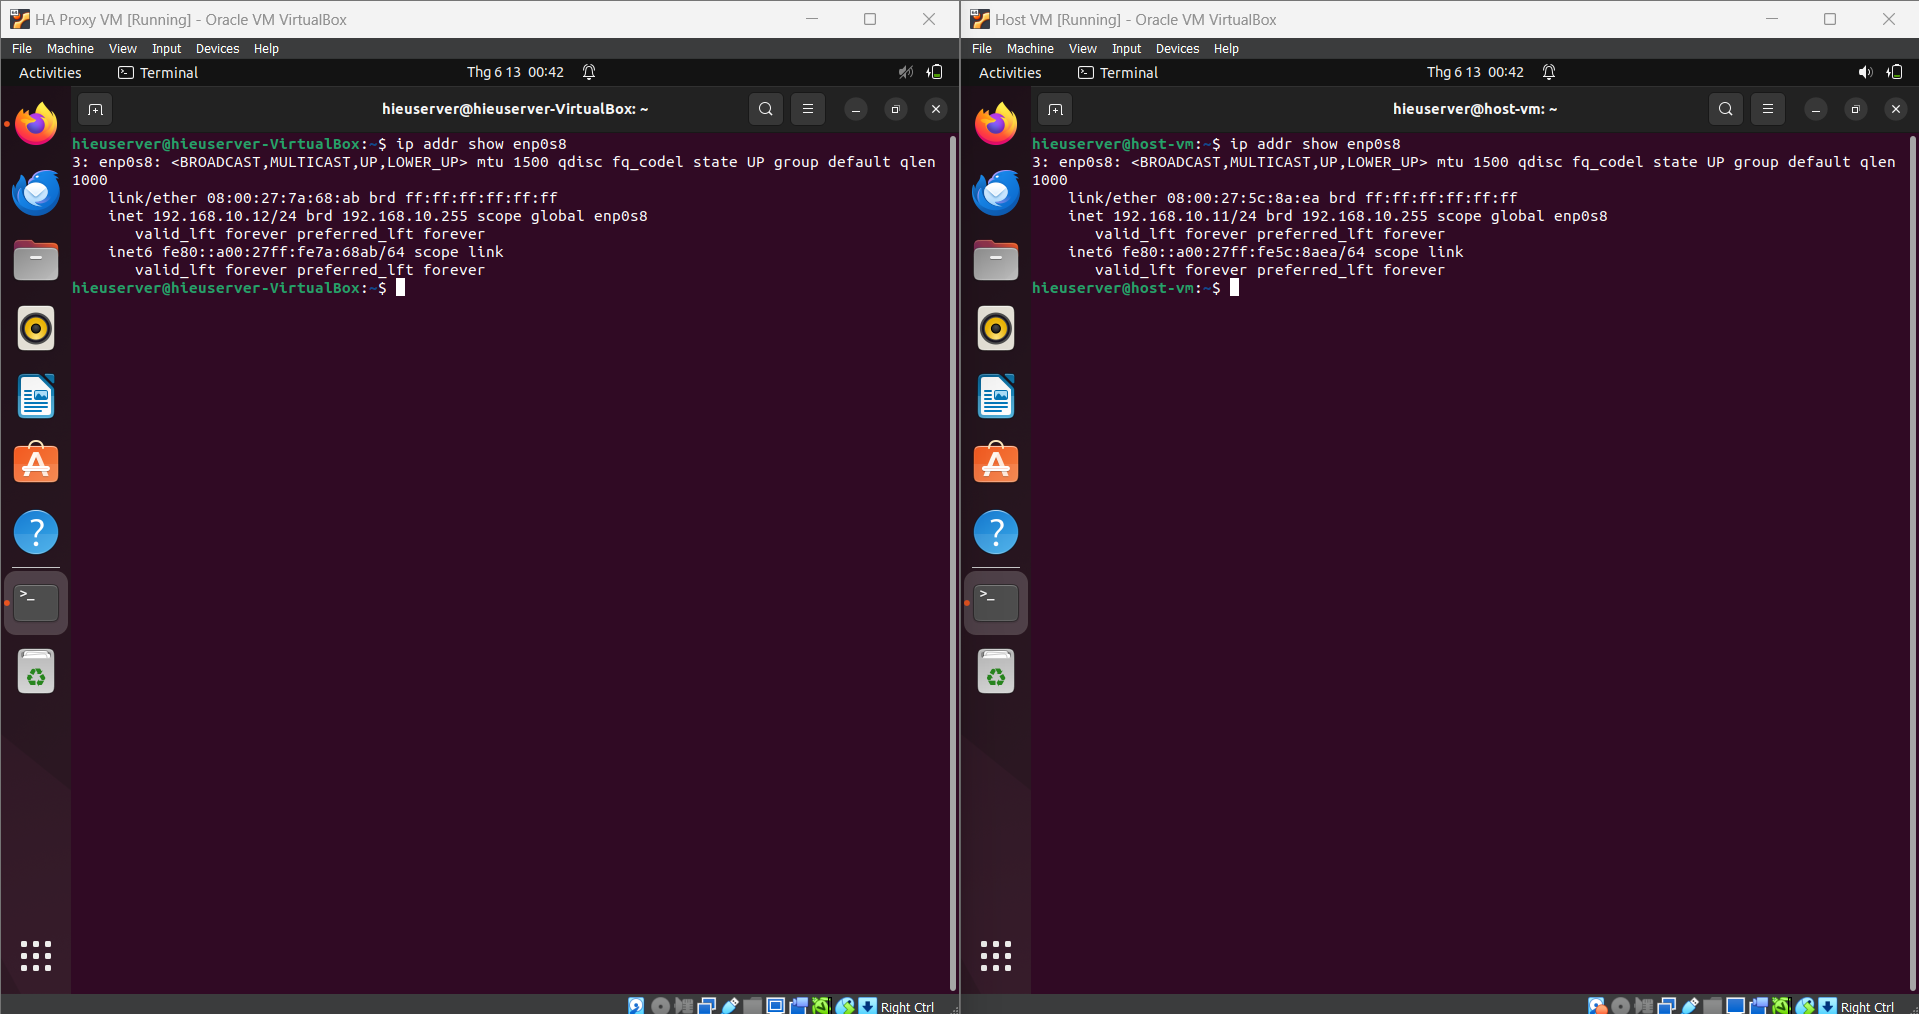 HA Proxy VM [Running] - Oracle VM VirtualBox
File Machine View Input Devices Help
Activities Terminal Thg 6 13 00:42
hieuserver@hieuserver-VirtualBox: ~
hieuserver@hieuserver-VirtualBox:~$ ip addr show enp0s8
3: enp0s8: <BROADCAST,MULTICAST,UP,LOWER_UP> mtu 1500 qdisc fq_codel state UP group default qlen
1000
link/ether 08:00:27:7a:68:ab brd ff:ff:ff:ff:ff:ff
inet 192.168.10.12/24 brd 192.168.10.255 scope global enp0s8
valid_lft forever preferred_lft forever
inet6 fe80::a00:27ff:fe7a:68ab/64 scope link
valid_lft forever preferred_lft forever
hieuserver@hieuserver-VirtualBox:~$
Right Ctrl
Host VM [Running] - Oracle VM VirtualBox
File Machine View Input Devices Help
Activities Terminal Thg 6 13 00:42
hieuserver@host-vm: ~
hieuserver@host-vm:~$ ip addr show enp0s8
3: enp0s8: <BROADCAST,MULTICAST,UP,LOWER_UP> mtu 1500 qdisc fq_codel state UP group default qlen
1000
link/ether 08:00:27:5c:8a:ea brd ff:ff:ff:ff:ff:ff
inet 192.168.10.11/24 brd 192.168.10.255 scope global enp0s8
valid_lft forever preferred_lft forever
inet6 fe80::a00:27ff:fe5c:8aea/64 scope link
valid_lft forever preferred_lft forever
hieuserver@host-vm:~$
Right Ctrl